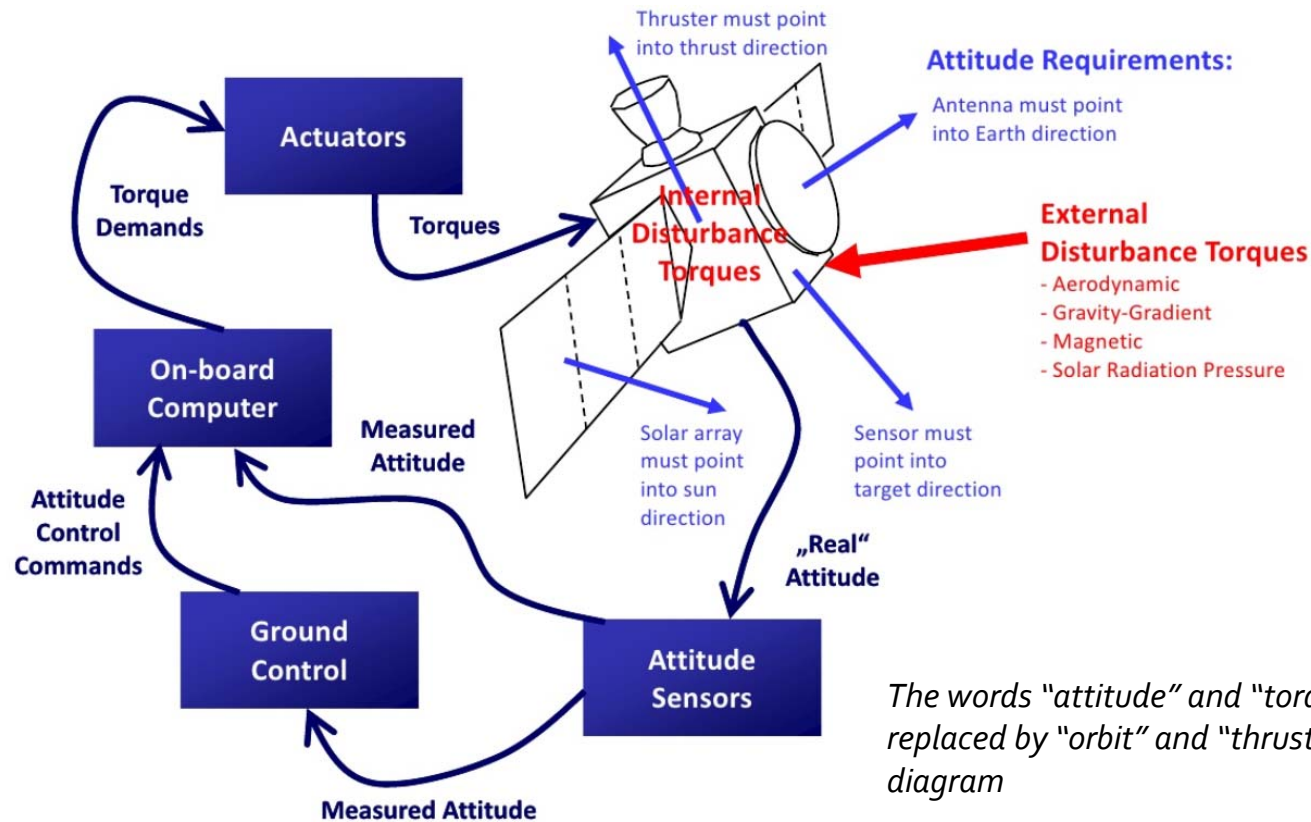 Thruster must point
into thrust direction
Attitude Requirements:
Antenna must point
into Earth direction
Actuators
Torque
Demands
Torques
Internal
Disturbance
Torques
External
Disturbance Torques
- Aerodynamic
- Gravity-Gradient
- Magnetic
- Solar Radiation Pressure
On-board
Computer
Measured
Attitude
Solar array
must point
into sun
direction
Sensor must
point into
target direction
Attitude
Control
Commands
„Real“
Attitude
Ground
Control
Attitude
Sensors
Measured Attitude
The words “attitude” and
replaced by “orbit” and “thrust
diagram